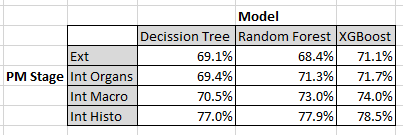 Model
Decission Tree Random Forest XGBoost
Ext 69.1% 68.4% 71.1%
PM Stage Int Organs 69.4% 71.3% 71.7%
Int Macro 70.5% 73.0% 74.0%
Int Histo 77.0% 77.9% 78.5%